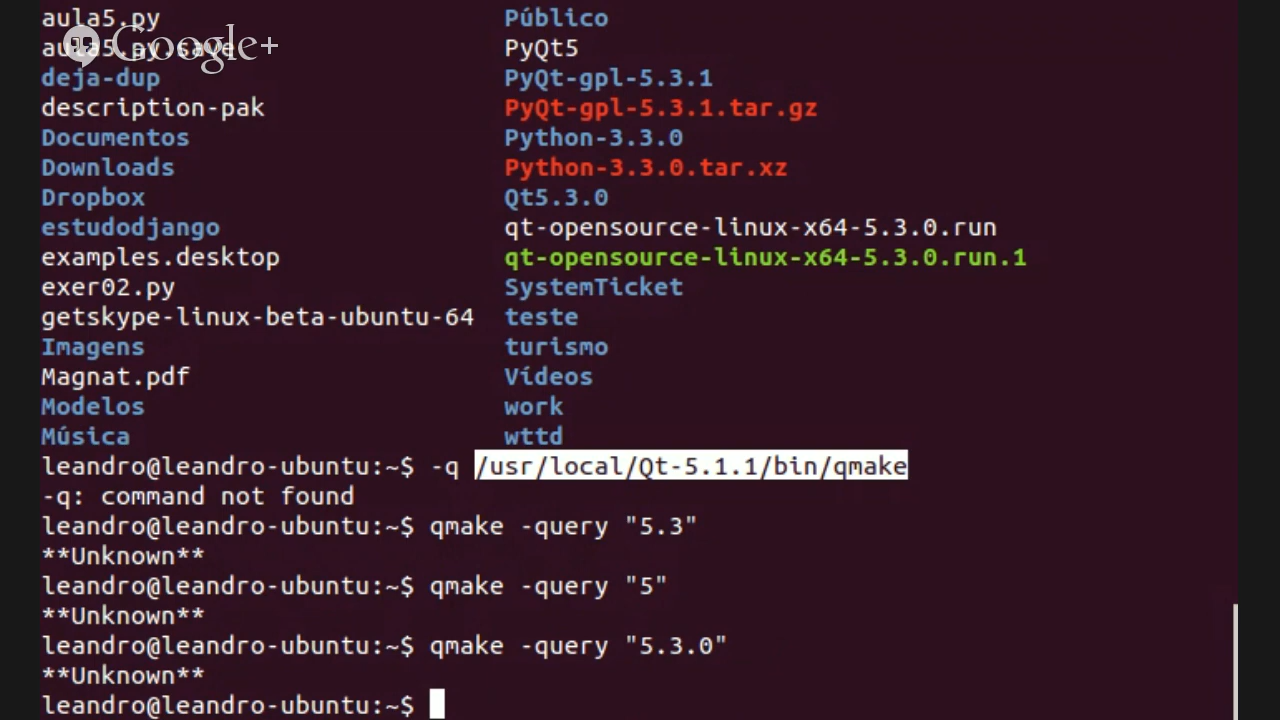 aula5.py Público
aula5.py.save PyQt5
Google+
deja-dup PyQt-gpl-5.3.1
description-pak PyQt-gpl-5.3.1.tar.gz
Documentos Python-3.3.0
Downloads Python-3.3.0.tar.xz
Dropbox Qt5.3.0
estudodjango qt-opensource-linux-x64-5.3.0.run
examples.desktop qt-opensource-linux-x64-5.3.0.run.1
exer02.py SystemTicket
getskype-linux-beta-ubuntu-64 teste
Imagens turismo
Magnat.pdf Vídeos
Modelos work
Música wttd
leandro@leandro-ubuntu:~$ -q /usr/local/Qt-5.1.1/bin/qmake
-q: command not found
leandro@leandro-ubuntu:~$ qmake -query "5.3"
**Unknown**
leandro@leandro-ubuntu:~$ qmake -query "5"
**Unknown**
leandro@leandro-ubuntu:~$ qmake -query "5.3.0"
**Unknown**
leandro@leandro-ubuntu:~$